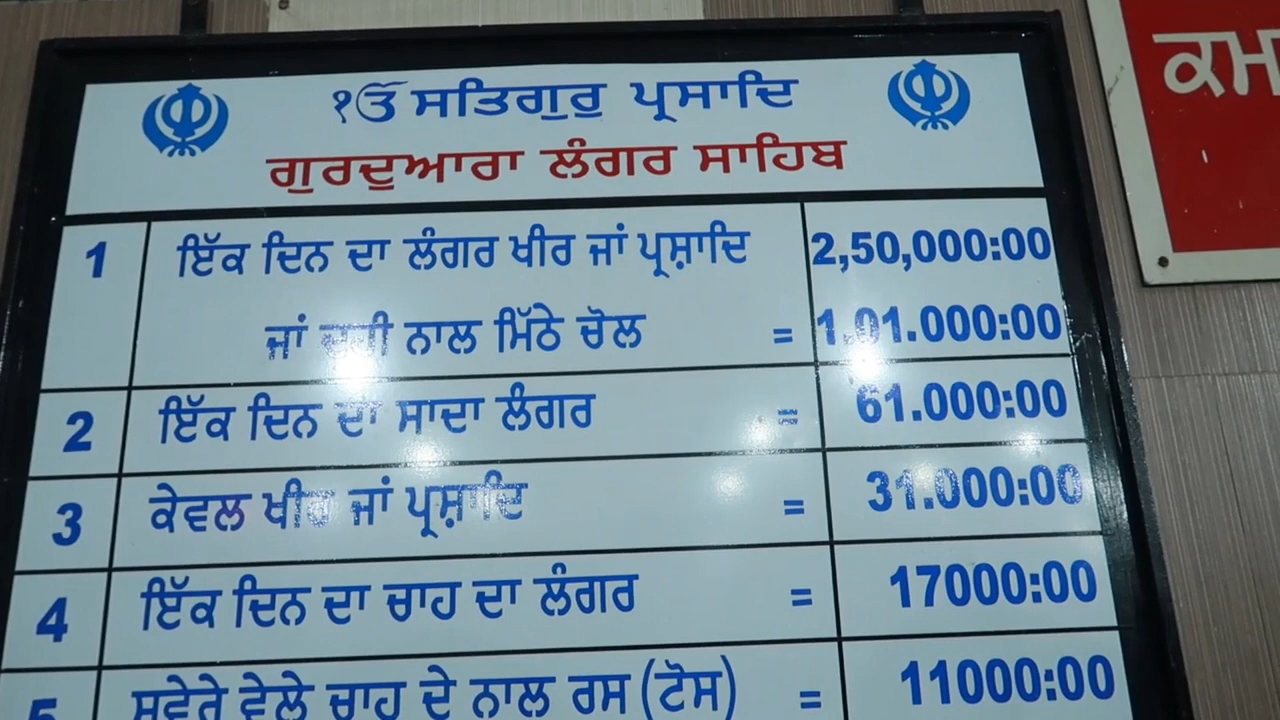 ੴ ਸਤਿਗੁਰੁ ਪ੍ਰਸਾਦਿ
ਗੁਰਦੁਆਰਾ ਲੰਗਰ ਸਾਹਿਬ
1 ਇੱਕ ਦਿਨ ਦਾ ਲੰਗਰ ਖੀਰ ਜਾਂ ਪ੍ਰਸ਼ਾਦਿ 2,50,000:00
ਜਾਂ ਨਾਲ ਮਿੱਠੇ ਚੋਲ = 1.01.000:00
2 ਇੱਕ ਦਿਨ ਦਾ ਸਾਦਾ ਲੰਗਰ = 61.000:00
3 ਕੇਵਲ ਖੀਰ ਜਾਂ ਪ੍ਰਸ਼ਾਦਿ = 31.000:00
4 ਇੱਕ ਦਿਨ ਦਾ ਚਾਹ ਦਾ ਲੰਗਰ = 17000:00
5 ਸਵੇਰੇ ਵੇਲੇ ਚਾਹ ਦੇ ਨਾਲ ਰਸ (ਟੋਸ) = 11000:00